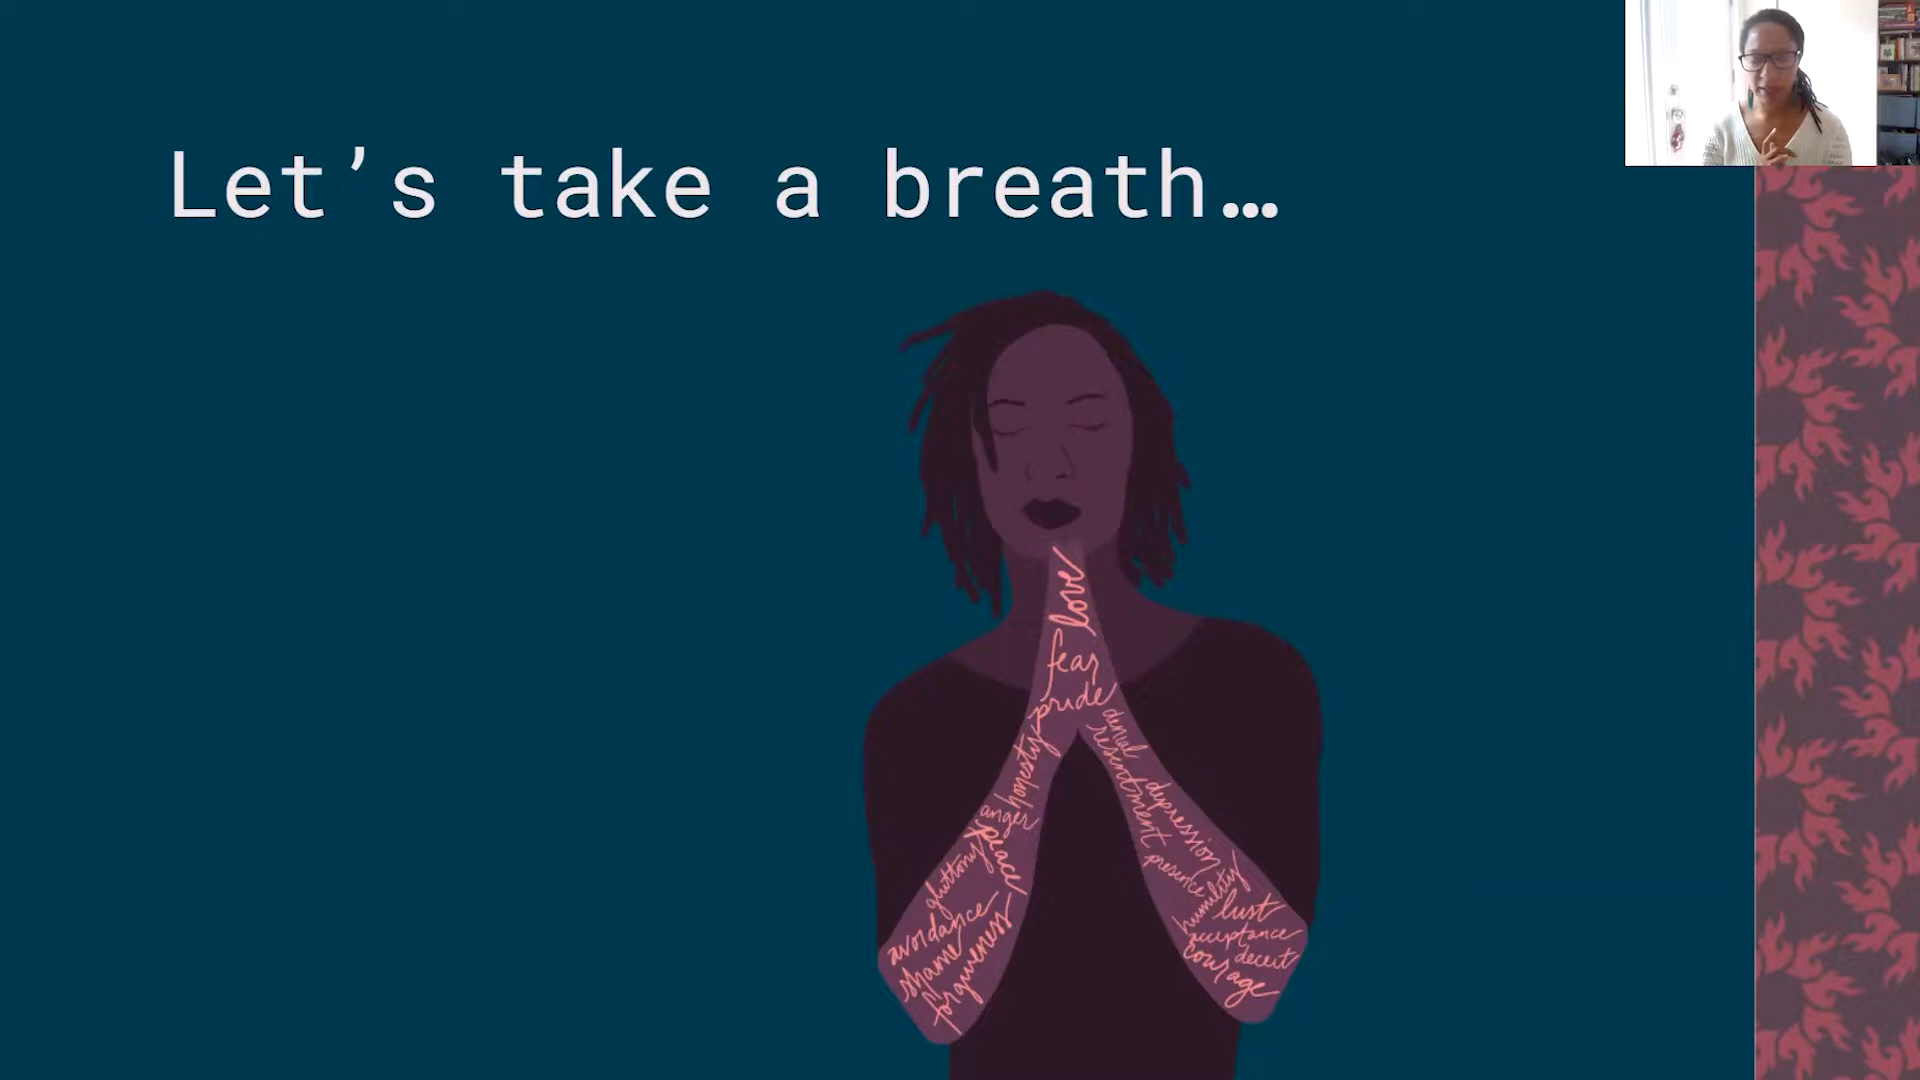 Let’s take a breath…
love
fear
pride
honesty
denial
resentment
anger
peace
depression
gluttony
presence
humility
avoidance
lust
shame
acceptance
forgiveness
deceit
courage